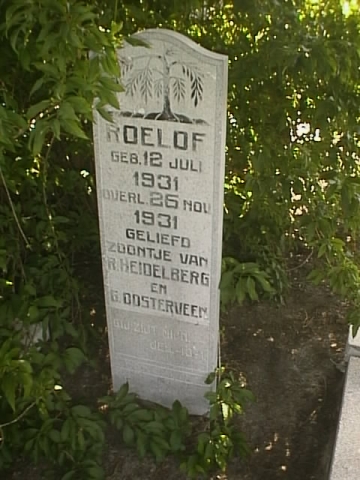 ROELOF
GEB. 12 JULI
1931
OVERL. 26 NOV
1931
GELIEFD
ZOONTJE VAN
R. HEIDELBERG
EN
G. OOSTERVEEN